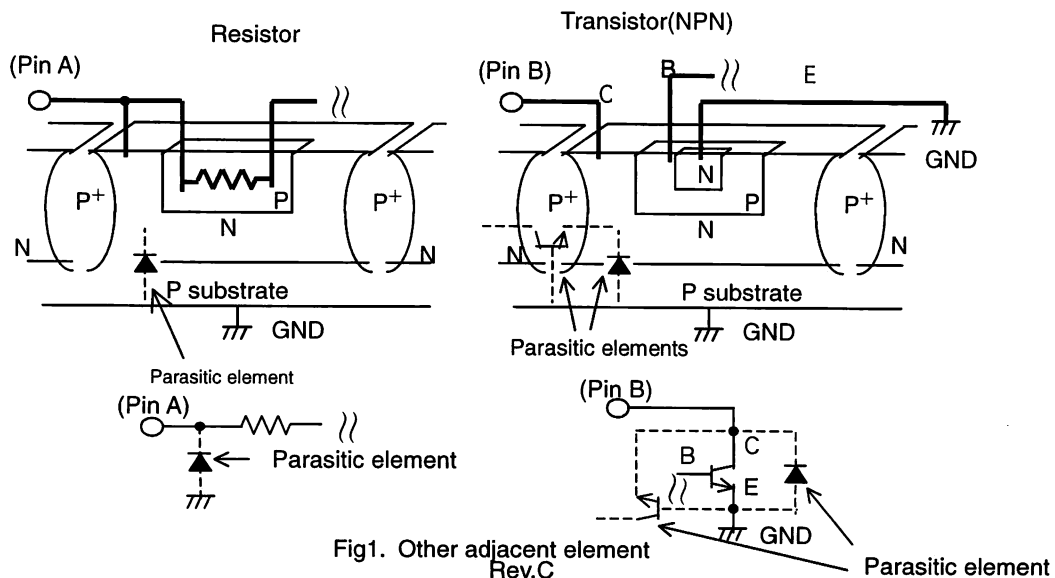 Resistor
(Pin A)
P+
P
P+
N
N
N
P substrate
GND
Parasitic element
(Pin A)
Parasitic element
Transistor(NPN)
(Pin B)
C
B
E
GND
N
P+
P
P+
N
N
N
P substrate
GND
Parasitic elements
(Pin B)
C
B
E
GND
Parasitic element
Fig1. Other adjacent element
Rev.C